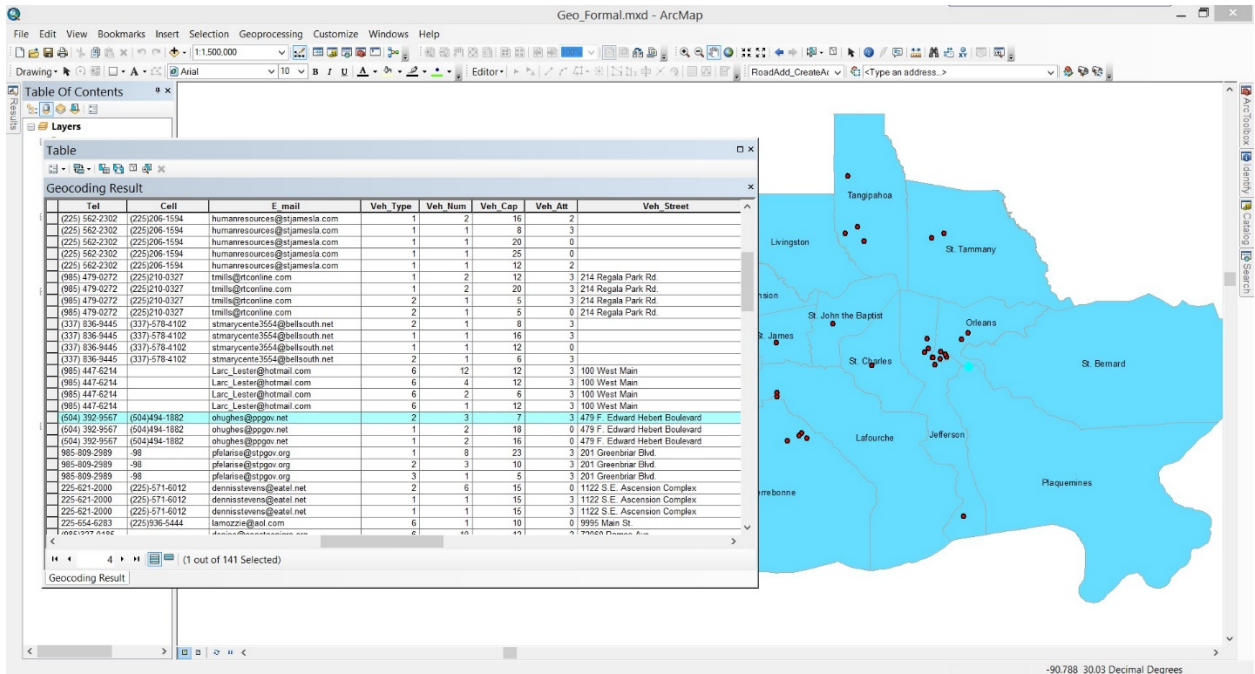 Geo_Formal.mxd - ArcMap
File Edit View Bookmarks Insert Selection Geoprocessing Customize Windows Help
1:1,500,000
100%
Drawing Arial 10 B I U A Editor RoadAdd_CreateAc <Type an address...>
Table Of Contents
Results
Layers
ArcToolbox
Identify
Catalog
Search
Table
Geocoding Result
Tel Cell E_mail Veh_Type Veh_Num Veh_Cap Veh_Att Veh_Street
(225) 562-2302 (225)206-1594 humanresources@stjamesla.com 1 2 16 2
(225) 562-2302 (225)206-1594 humanresources@stjamesla.com 1 1 8 3
(225) 562-2302 (225)206-1594 humanresources@stjamesla.com 1 1 20 0
(225) 562-2302 (225)206-1594 humanresources@stjamesla.com 1 1 25 0
(225) 562-2302 (225)206-1594 humanresources@stjamesla.com 1 1 12 2
(985) 479-0272 (225)210-0327 tmills@rtconline.com 1 2 12 3 214 Regala Park Rd.
(985) 479-0272 (225)210-0327 tmills@rtconline.com 1 2 20 3 214 Regala Park Rd.
(985) 479-0272 (225)210-0327 tmills@rtconline.com 2 1 5 3 214 Regala Park Rd.
(985) 479-0272 (225)210-0327 tmills@rtconline.com 2 1 5 0 214 Regala Park Rd.
(337) 836-9445 (337)-578-4102 stmarycente3554@bellsouth.net 2 1 8 3
(337) 836-9445 (337)-578-4102 stmarycente3554@bellsouth.net 1 1 16 3
(337) 836-9445 (337)-578-4102 stmarycente3554@bellsouth.net 1 1 12 0
(337) 836-9445 (337)-578-4102 stmarycente3554@bellsouth.net 2 1 6 3
(985) 447-6214 Larc_Lester@hotmail.com 6 12 12 3 100 West Main
(985) 447-6214 Larc_Lester@hotmail.com 6 4 12 3 100 West Main
(985) 447-6214 Larc_Lester@hotmail.com 6 2 6 3 100 West Main
(985) 447-6214 Larc_Lester@hotmail.com 6 1 12 3 100 West Main
(504) 392-9567 (504)494-1882 ohughes@ppgov.net 2 3 7 3 479 F. Edward Hebert Boulevard
(504) 392-9567 (504)494-1882 ohughes@ppgov.net 1 2 18 0 479 F. Edward Hebert Boulevard
(504) 392-9567 (504)494-1882 ohughes@ppgov.net 1 2 16 0 479 F. Edward Hebert Boulevard
985-809-2989 -98 pfelarise@stpgov.org 1 8 23 3 201 Greenbriar Blvd.
985-809-2989 -98 pfelarise@stpgov.org 2 3 10 3 201 Greenbriar Blvd.
985-809-2989 -98 pfelarise@stpgov.org 3 1 5 3 201 Greenbriar Blvd.
225-621-2000 (225)-571-6012 dennisstevens@eatel.net 2 6 15 0 1122 S.E. Ascension Complex
225-621-2000 (225)-571-6012 dennisstevens@eatel.net 1 1 15 3 1122 S.E. Ascension Complex
225-621-2000 (225)-571-6012 dennisstevens@eatel.net 1 1 15 3 1122 S.E. Ascension Complex
225-654-6283 (225)936-5444 lamozzie@aol.com 6 1 10 0 9995 Main St.
4 (1 out of 141 Selected)
Geocoding Result
Tangipahoa
Livingston
St. Tammany
nsion
St. John the Baptist
Orleans
t. James
St. Charles
St. Bernard
Lafourche
Jefferson
Plaquemines
rrebonne
-90.788 30.03 Decimal Degrees